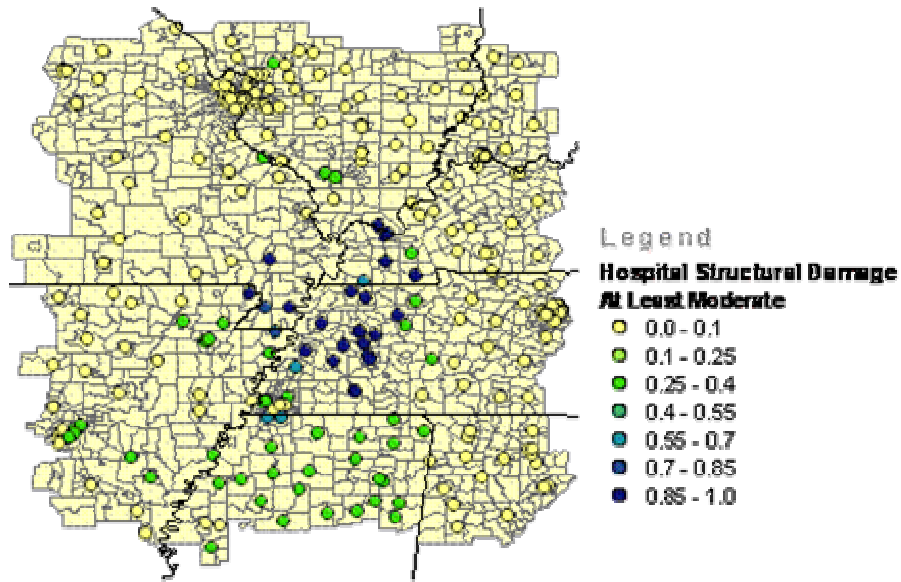 Legend
Hospital Structural Damage
At Least Moderate
0.0 - 0.1
0.1 - 0.25
0.25 - 0.4
0.4 - 0.55
0.55 - 0.7
0.7 - 0.85
0.85 - 1.0